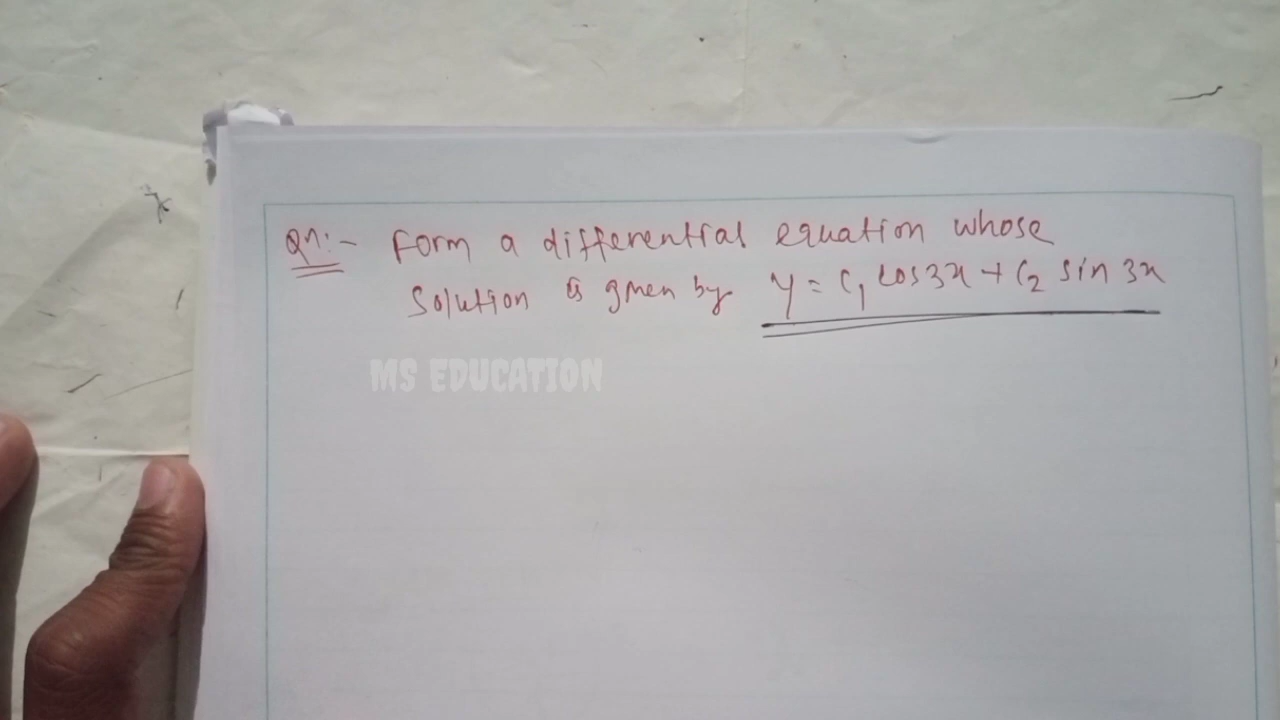 Qn:- Form a differential equation whose
Solution is given by y = C₁ cos3x + C₂ sin 3x
MS EDUCATION